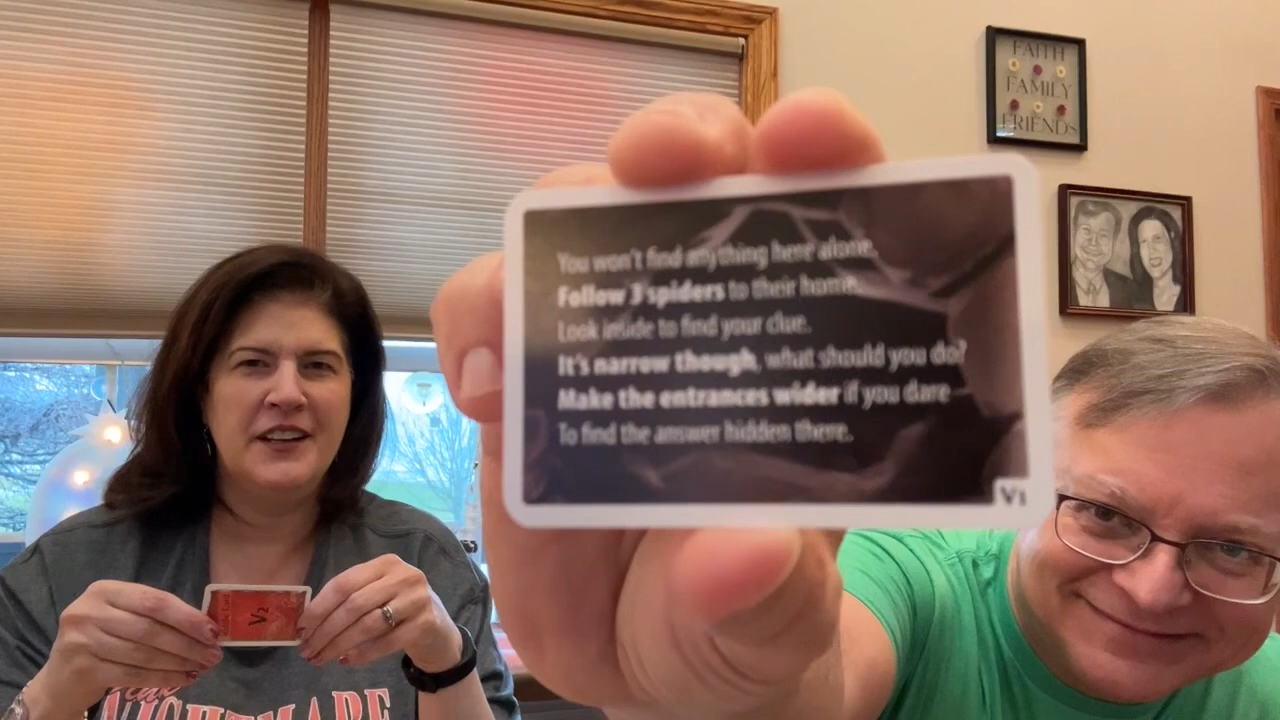 FAITH
FAMILY
FRIENDS
You won't find anything here alone.
Follow 3 spiders to their home.
Look inside to find your clue.
It's narrow though, what should you do?
Make the entrances wider if you dare
To find the answer hidden there.
V1
V2
NIGHTMARE